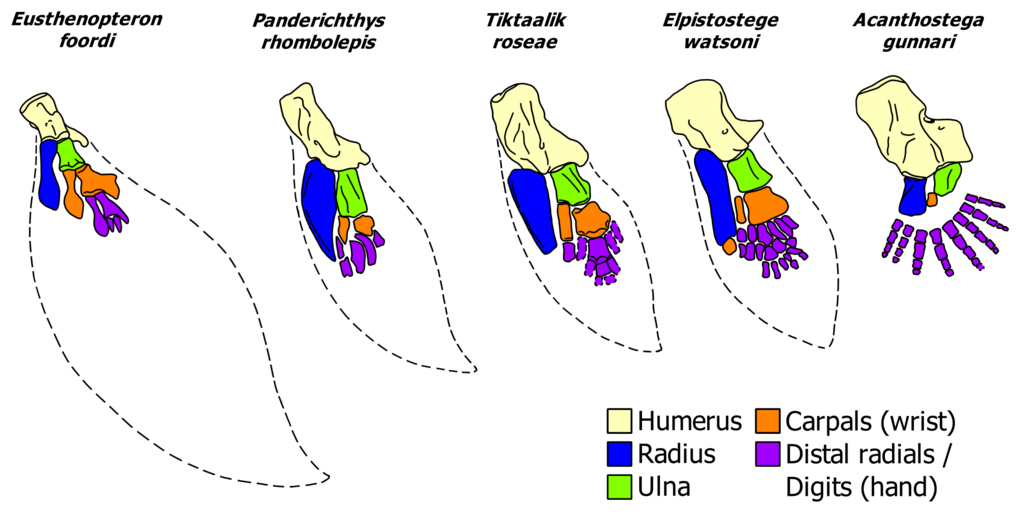 Eusthenopteron
foordi
Panderichthys
rhombolepis
Tiktaalik
roseae
Elpistostege
watsoni
Acanthostega
gunnari
Humerus
Radius
Ulna
Carpals (wrist)
Distal radials /
Digits (hand)